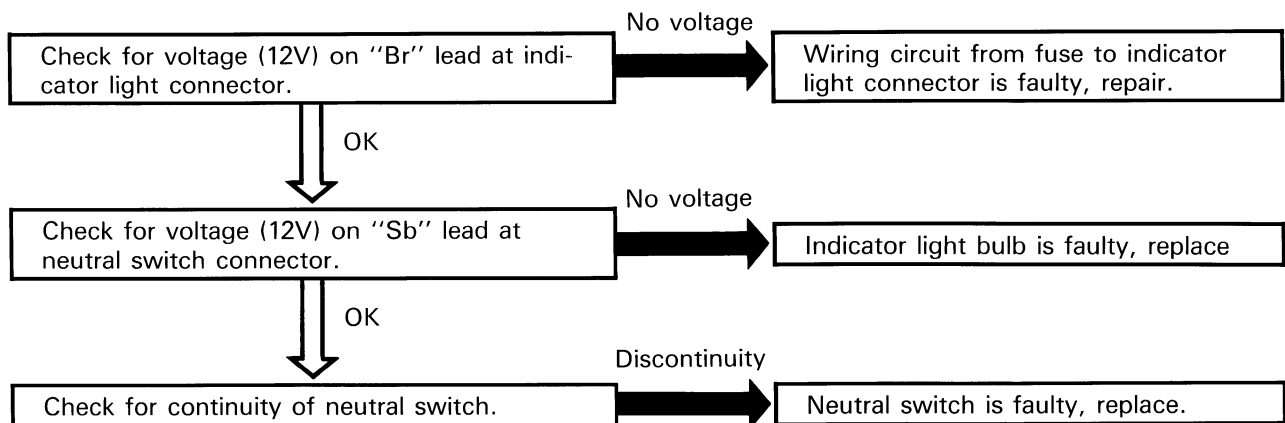 No voltage
Check for voltage (12V) on ‘‘Br’’ lead at indi-
cator light connector.
Wiring circuit from fuse to indicator
light connector is faulty, repair.
OK
No voltage
Check for voltage (12V) on ‘‘Sb’’ lead at
neutral switch connector.
Indicator light bulb is faulty, replace
OK
Discontinuity
Check for continuity of neutral switch.
Neutral switch is faulty, replace.